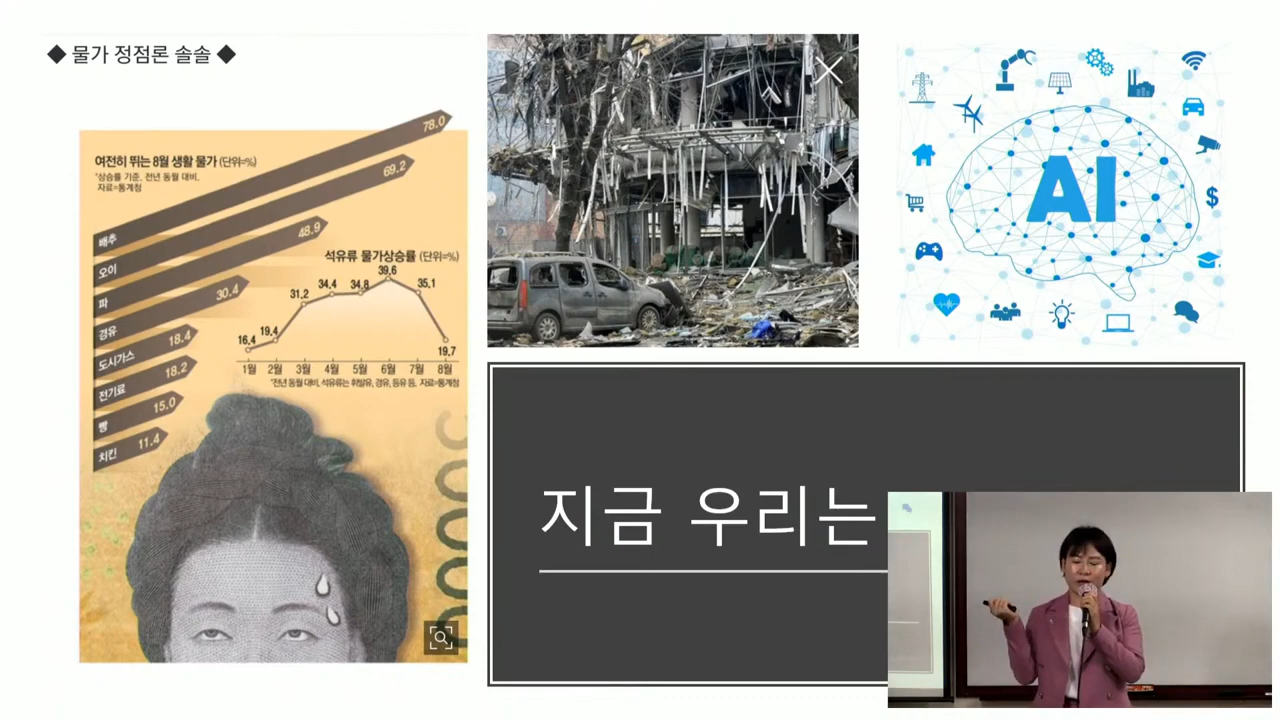 ◆ 물가 정점론 솔솔 ◆
여전히 뛰는 8월 생활 물가 (단위=%)
*상승률 기준. 전년 동월 대비.
자료=통계청
배추 78.0
오이 69.2
파 48.9
경유 30.4
도시가스 18.4
전기료 18.2
빵 15.0
치킨 11.4
석유류 물가상승률 (단위=%)
16.4 19.4 31.2 34.4 34.8 39.6 35.1 19.7
1월 2월 3월 4월 5월 6월 7월 8월
*전년 동월 대비, 석유류는 휘발유, 경유, 등유 등, 자료=통계청
AI
$
지금 우리는